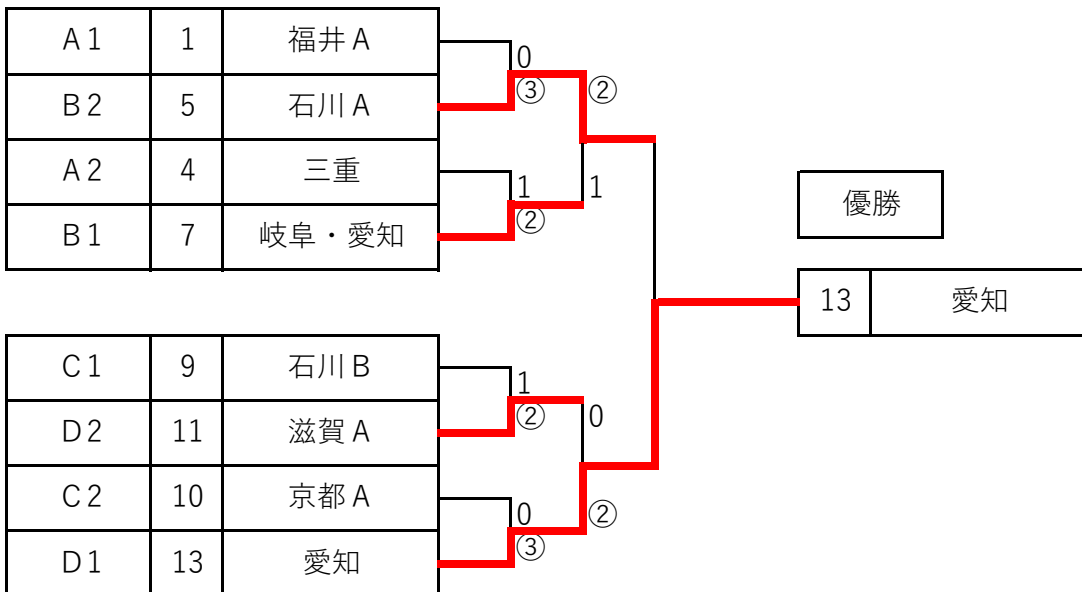 A1 1 福井A
0
③ ②
B2 5 石川A
A2 4 三重
1 1
②
B1 7 岐阜・愛知
優勝
13 愛知
C1 9 石川B
1
② 0
D2 11 滋賀A
C2 10 京都A
0 ②
③
D1 13 愛知